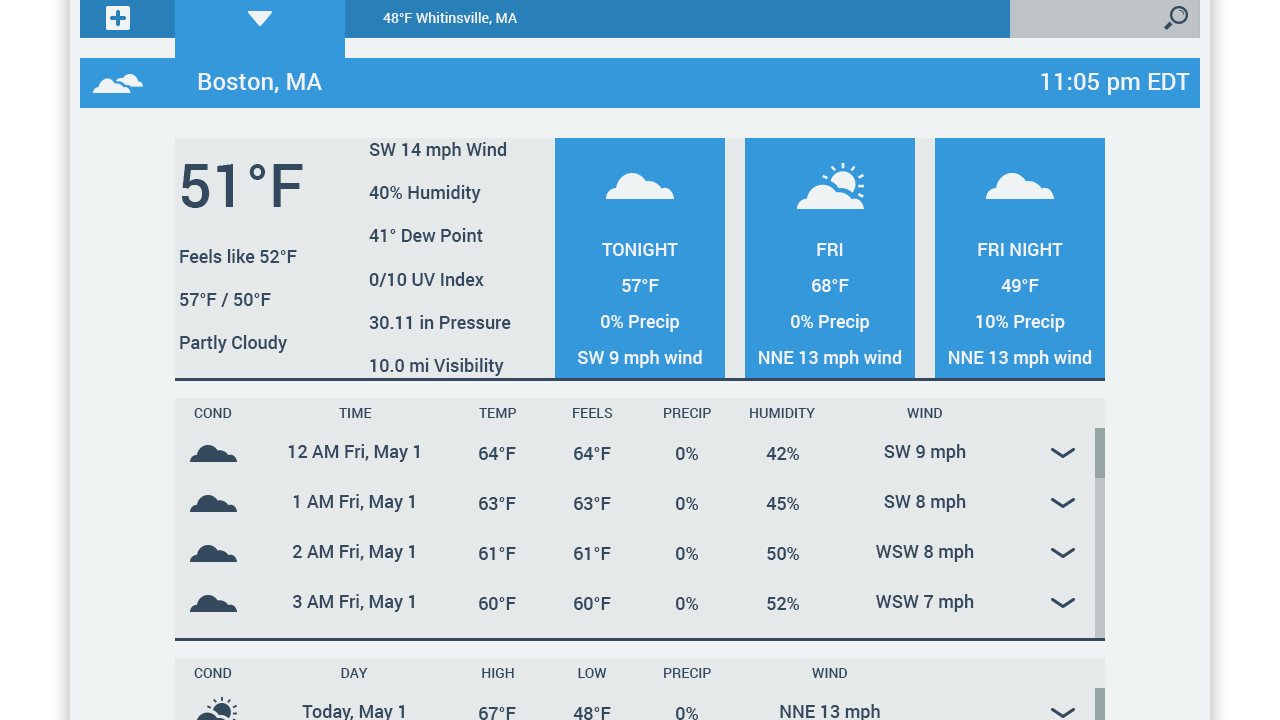 48°F Whitinsville, MA
Boston, MA 11:05 pm EDT
51°F
Feels like 52°F
57°F / 50°F
Partly Cloudy
SW 14 mph Wind
40% Humidity
41° Dew Point
0/10 UV Index
30.11 in Pressure
10.0 mi Visibility
TONIGHT
57°F
0% Precip
SW 9 mph wind
FRI
68°F
0% Precip
NNE 13 mph wind
FRI NIGHT
49°F
10% Precip
NNE 13 mph wind
COND TIME TEMP FEELS PRECIP HUMIDITY WIND
12 AM Fri, May 1 64°F 64°F 0% 42% SW 9 mph
1 AM Fri, May 1 63°F 63°F 0% 45% SW 8 mph
2 AM Fri, May 1 61°F 61°F 0% 50% WSW 8 mph
3 AM Fri, May 1 60°F 60°F 0% 52% WSW 7 mph
COND DAY HIGH LOW PRECIP WIND
Today, May 1 67°F 48°F 0% NNE 13 mph